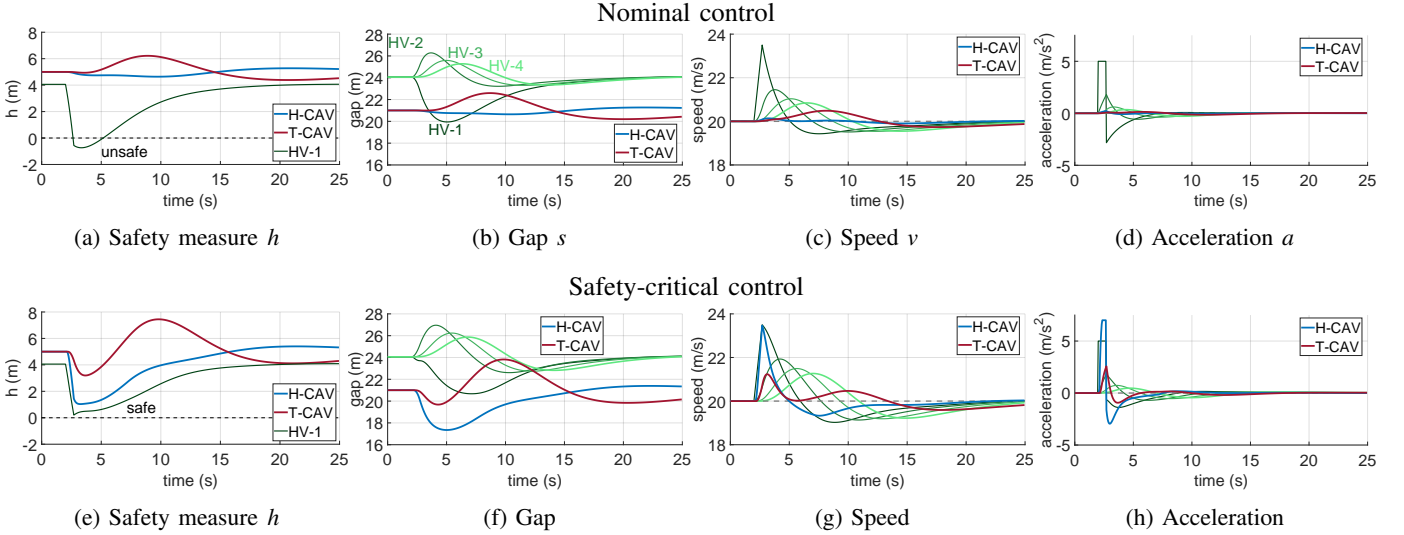 Nominal control
8
6
4
2
0
-2
h (m)
H-CAV
T-CAV
HV-1
unsafe
0 5 10 15 20 25
time (s)
(a) Safety measure h
28
26
24
22
20
18
16
gap (m)
HV-2
HV-3
HV-4
HV-1
H-CAV
T-CAV
0 5 10 15 20 25
time (s)
(b) Gap s
24
22
20
18
speed (m/s)
H-CAV
T-CAV
0 5 10 15 20 25
time (s)
(c) Speed v
5
0
-5
acceleration (m/s²)
H-CAV
T-CAV
0 5 10 15 20 25
time (s)
(d) Acceleration a
Safety-critical control
8
6
4
2
0
-2
h (m)
H-CAV
T-CAV
HV-1
safe
0 5 10 15 20 25
time (s)
(e) Safety measure h
28
26
24
22
20
18
16
gap (m)
H-CAV
T-CAV
0 5 10 15 20 25
time (s)
(f) Gap
24
22
20
18
speed (m/s)
H-CAV
T-CAV
0 5 10 15 20 25
time (s)
(g) Speed
5
0
-5
acceleration (m/s²)
H-CAV
T-CAV
0 5 10 15 20 25
time (s)
(h) Acceleration